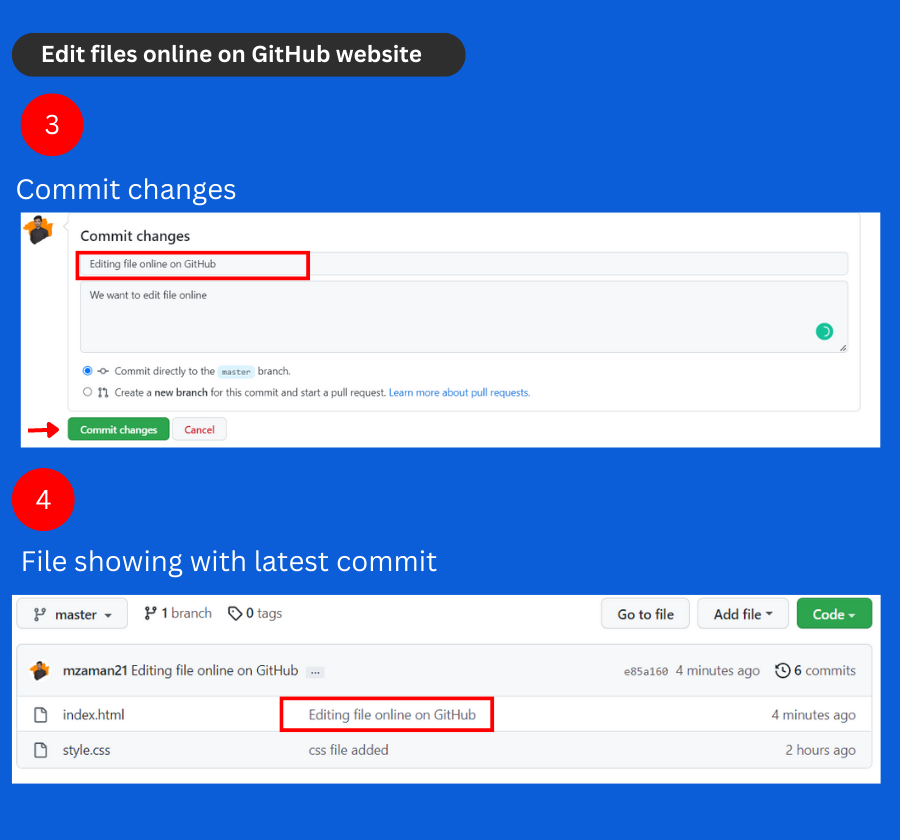 Edit files online on GitHub website
3
Commit changes
Commit changes
Editing file online on GitHub
We want to edit file online
Commit directly to the master branch.
Create a new branch for this commit and start a pull request. Learn more about pull requests.
Commit changes Cancel
4
File showing with latest commit
master 1 branch 0 tags Go to file Add file Code
mzaman21 Editing file online on GitHub ... e85a160 4 minutes ago 6 commits
index.html Editing file online on GitHub 4 minutes ago
style.css css file added 2 hours ago